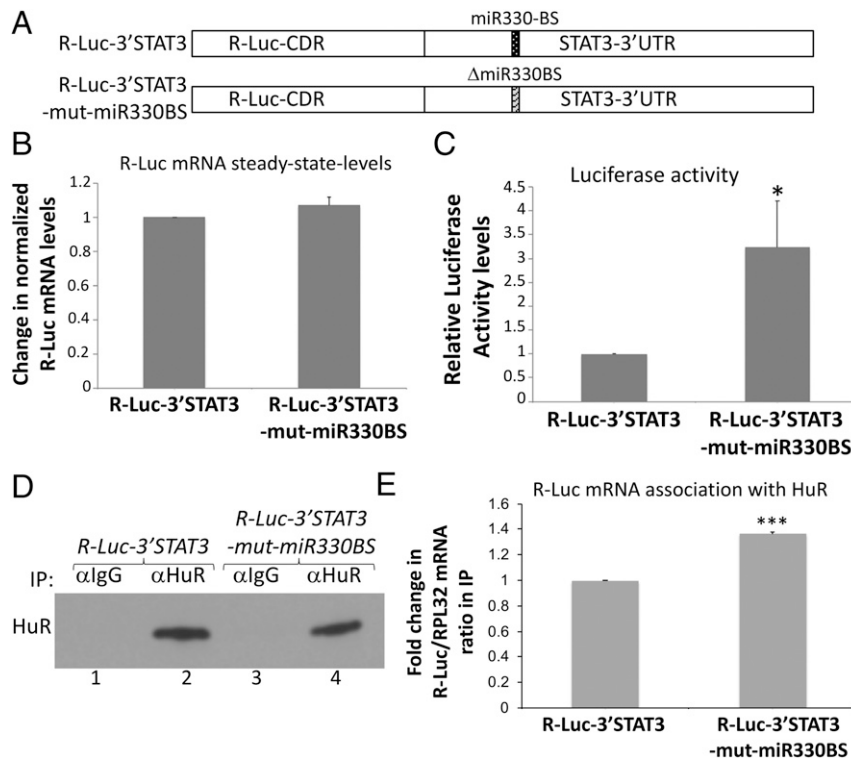 A
miR330-BS
R-Luc-3’STAT3
R-Luc-CDR
STAT3-3’UTR
ΔmiR330BS
R-Luc-3’STAT3
-mut-miR330BS
R-Luc-CDR
STAT3-3’UTR
B
R-Luc mRNA steady-state-levels
Change in normalized
R-Luc mRNA levels
1.2
1
0.8
0.6
0.4
0.2
0
R-Luc-3’STAT3
R-Luc-3’STAT3
-mut-miR330BS
C
Luciferase activity
Relative Luciferase
Activity levels
4.5
4
3.5
3
2.5
2
1.5
1
0.5
0
*
R-Luc-3’STAT3
R-Luc-3’STAT3
-mut-miR330BS
D
R-Luc-3’STAT3
R-Luc-3’STAT3
-mut-miR330BS
IP:
αIgG
αHuR
αIgG
αHuR
HuR
1
2
3
4
E
R-Luc mRNA association with HuR
Fold change in
R-Luc/RPL32 mRNA
ratio in IP
1.6
1.4
1.2
1
0.8
0.6
0.4
0.2
0
***
R-Luc-3’STAT3
R-Luc-3’STAT3
-mut-miR330BS